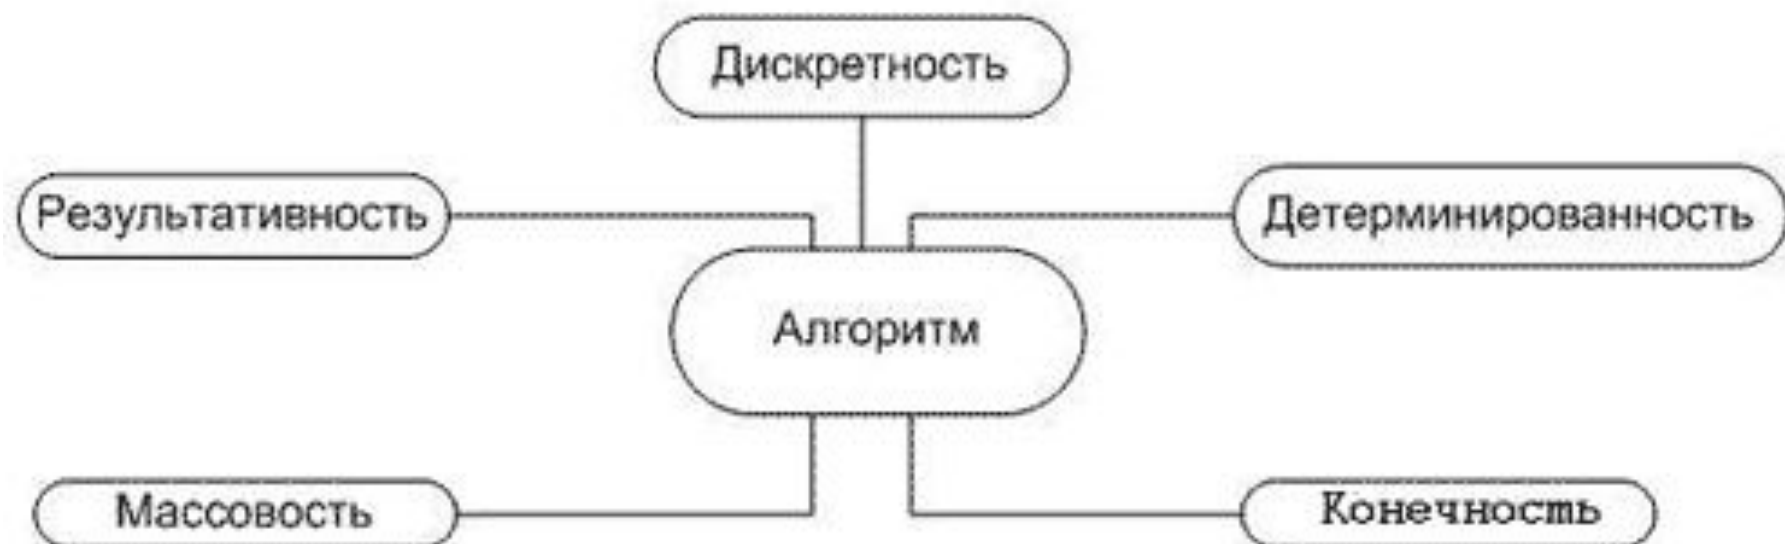 Дискретность
Результативность
Детерминированность
Алгоритм
Массовость
Конечность